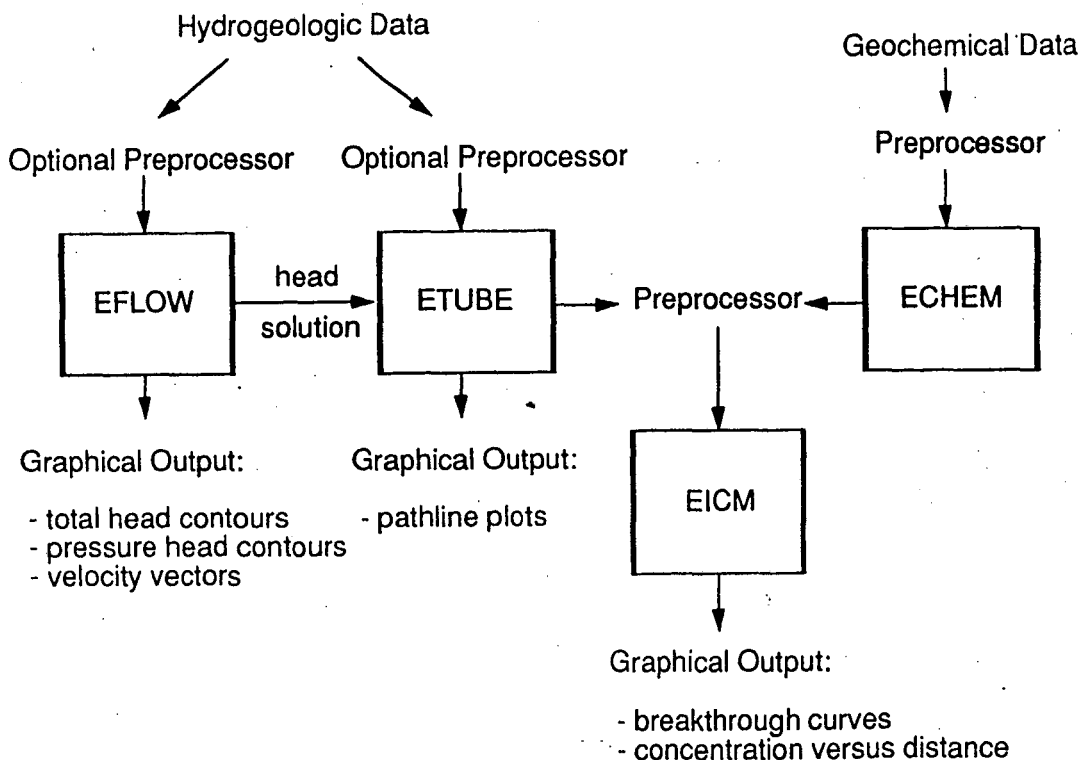 Hydrogeologic Data
Geochemical Data
Optional Preprocessor
Optional Preprocessor
Preprocessor
EFLOW
head
solution
ETUBE
Preprocessor
ECHEM
Graphical Output:
- total head contours
- pressure head contours
- velocity vectors
Graphical Output:
- pathline plots
EICM
Graphical Output:
- breakthrough curves
- concentration versus distance